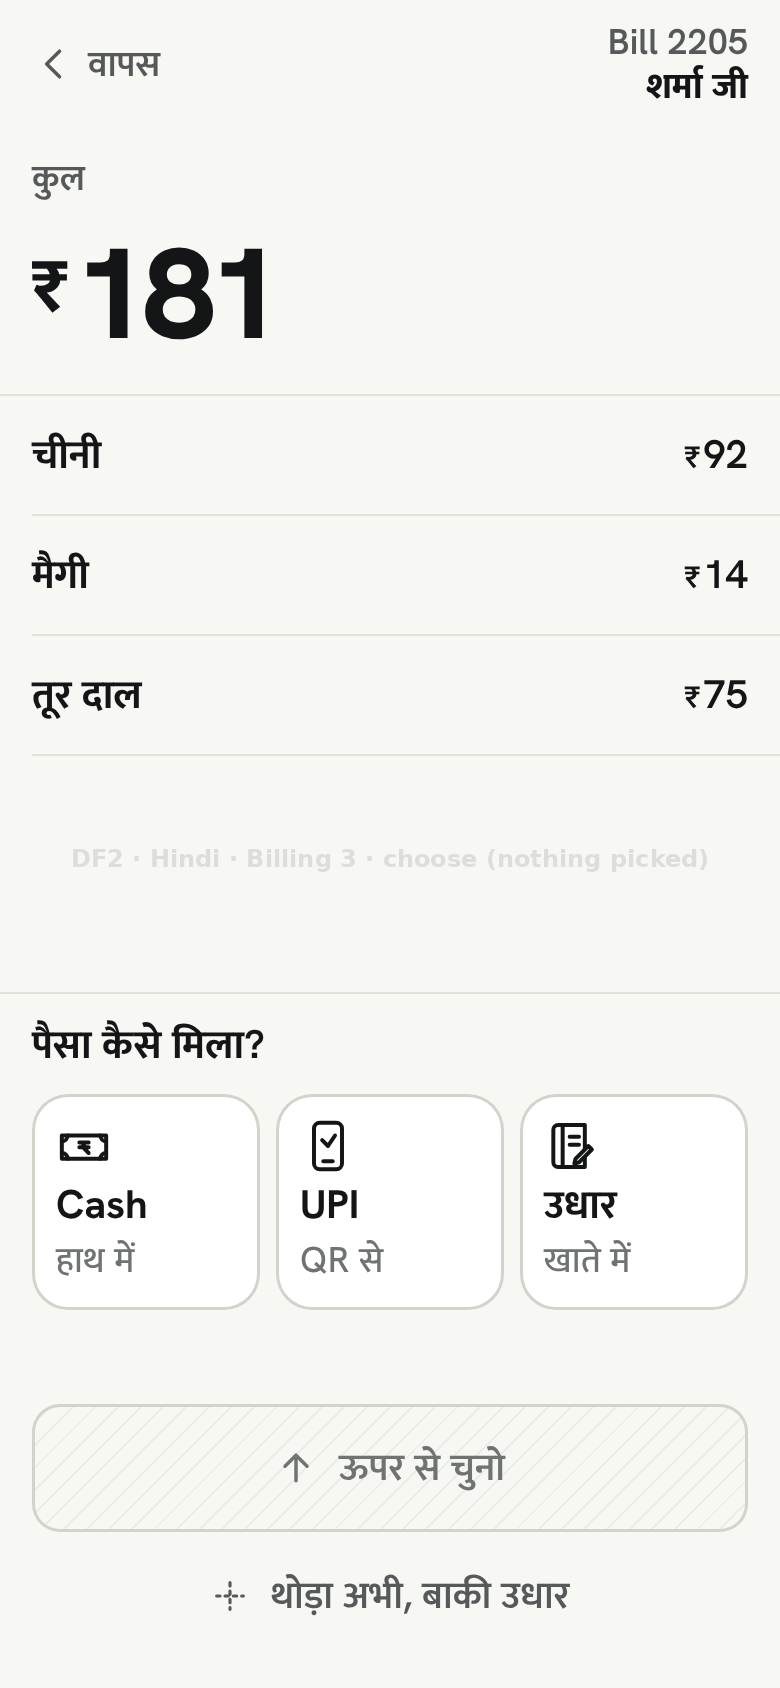 वापस
Bill 2205
शर्मा जी
कुल
₹181
चीनी ₹92
मैगी ₹14
तूर दाल ₹75
DF2 · Hindi · Billing 3 · choose (nothing picked)
पैसा कैसे मिला?
Cash
हाथ में
UPI
QR से
उधार
खाते में
ऊपर से चुनो
थोड़ा अभी, बाकी उधार